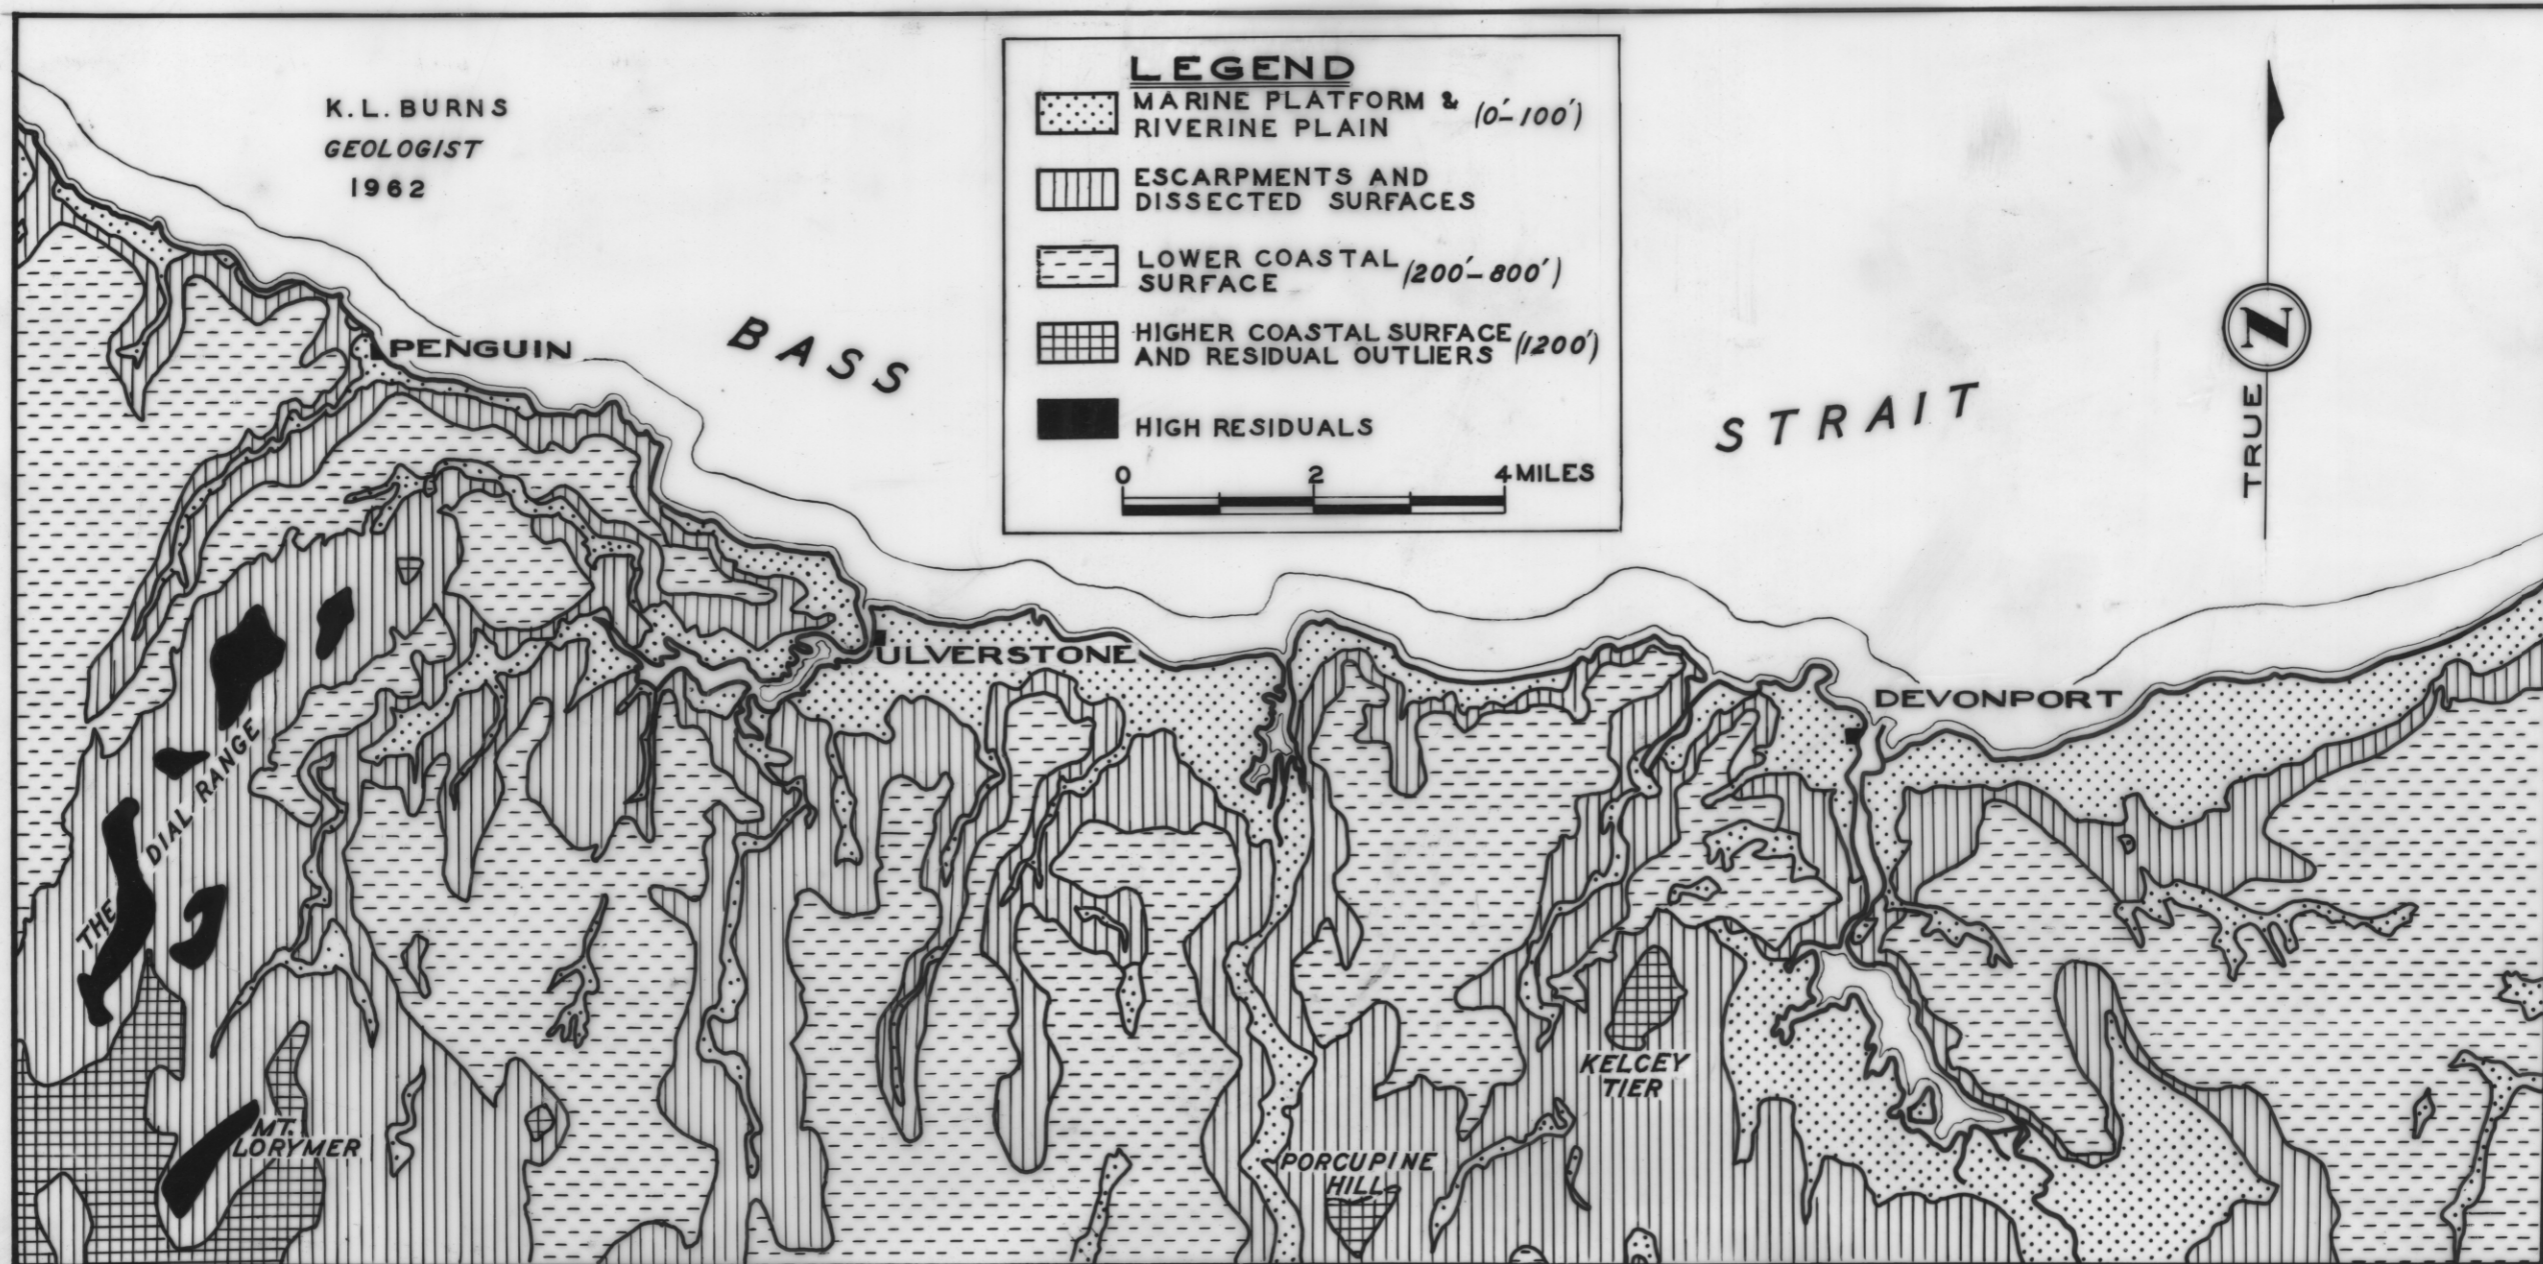 K. L. BURNS
GEOLOGIST
1962
LEGEND
MARINE PLATFORM &
RIVERINE PLAIN (0'-100')
ESCARPMENTS AND
DISSECTED SURFACES
LOWER COASTAL
SURFACE (200'-800')
HIGHER COASTAL SURFACE
AND RESIDUAL OUTLIERS (1200')
HIGH RESIDUALS
0 2 4 MILES
BASS STRAIT
TRUE N
PENGUIN
ULVERSTONE
DEVONPORT
THE DIAL RANGE
MT.
LORYMER
KELCEY
TIER
PORCUPINE
HILL